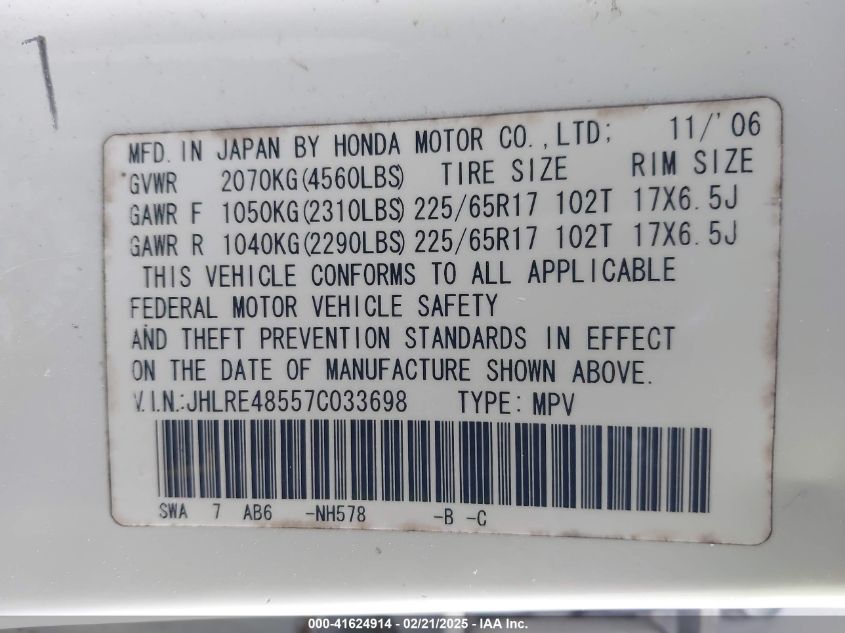 MFD. IN JAPAN BY HONDA MOTOR CO.,LTD; 11/'06
GVWR 2070KG(4560LBS) TIRE SIZE RIM SIZE
GAWR F 1050KG(2310LBS) 225/65R17 102T 17X6.5J
GAWR R 1040KG(2290LBS) 225/65R17 102T 17X6.5J
THIS VEHICLE CONFORMS TO ALL APPLICABLE
FEDERAL MOTOR VEHICLE SAFETY
AND THEFT PREVENTION STANDARDS IN EFFECT
ON THE DATE OF MANUFACTURE SHOWN ABOVE.
V.I.N.:JHLRE48557C033698 TYPE: MPV
SWA 7 AB6 -NH578 -B -C
000-41624914 - 02/21/2025 - IAA Inc.